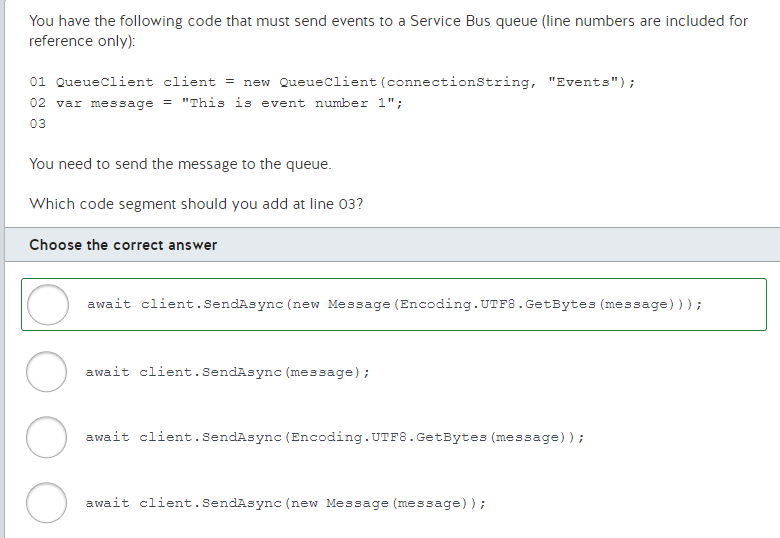 You have the following code that must send events to a Service Bus queue (line numbers are included for
reference only):
01 QueueClient client = new QueueClient(connectionString, "Events");
02 var message = "This is event number 1";
03
You need to send the message to the queue.
Which code segment should you add at line 03?
Choose the correct answer
await client.SendAsync(new Message(Encoding.UTF8.GetBytes(message)));
await client.SendAsync(message);
await client.SendAsync(Encoding.UTF8.GetBytes(message));
await client.SendAsync(new Message(message));